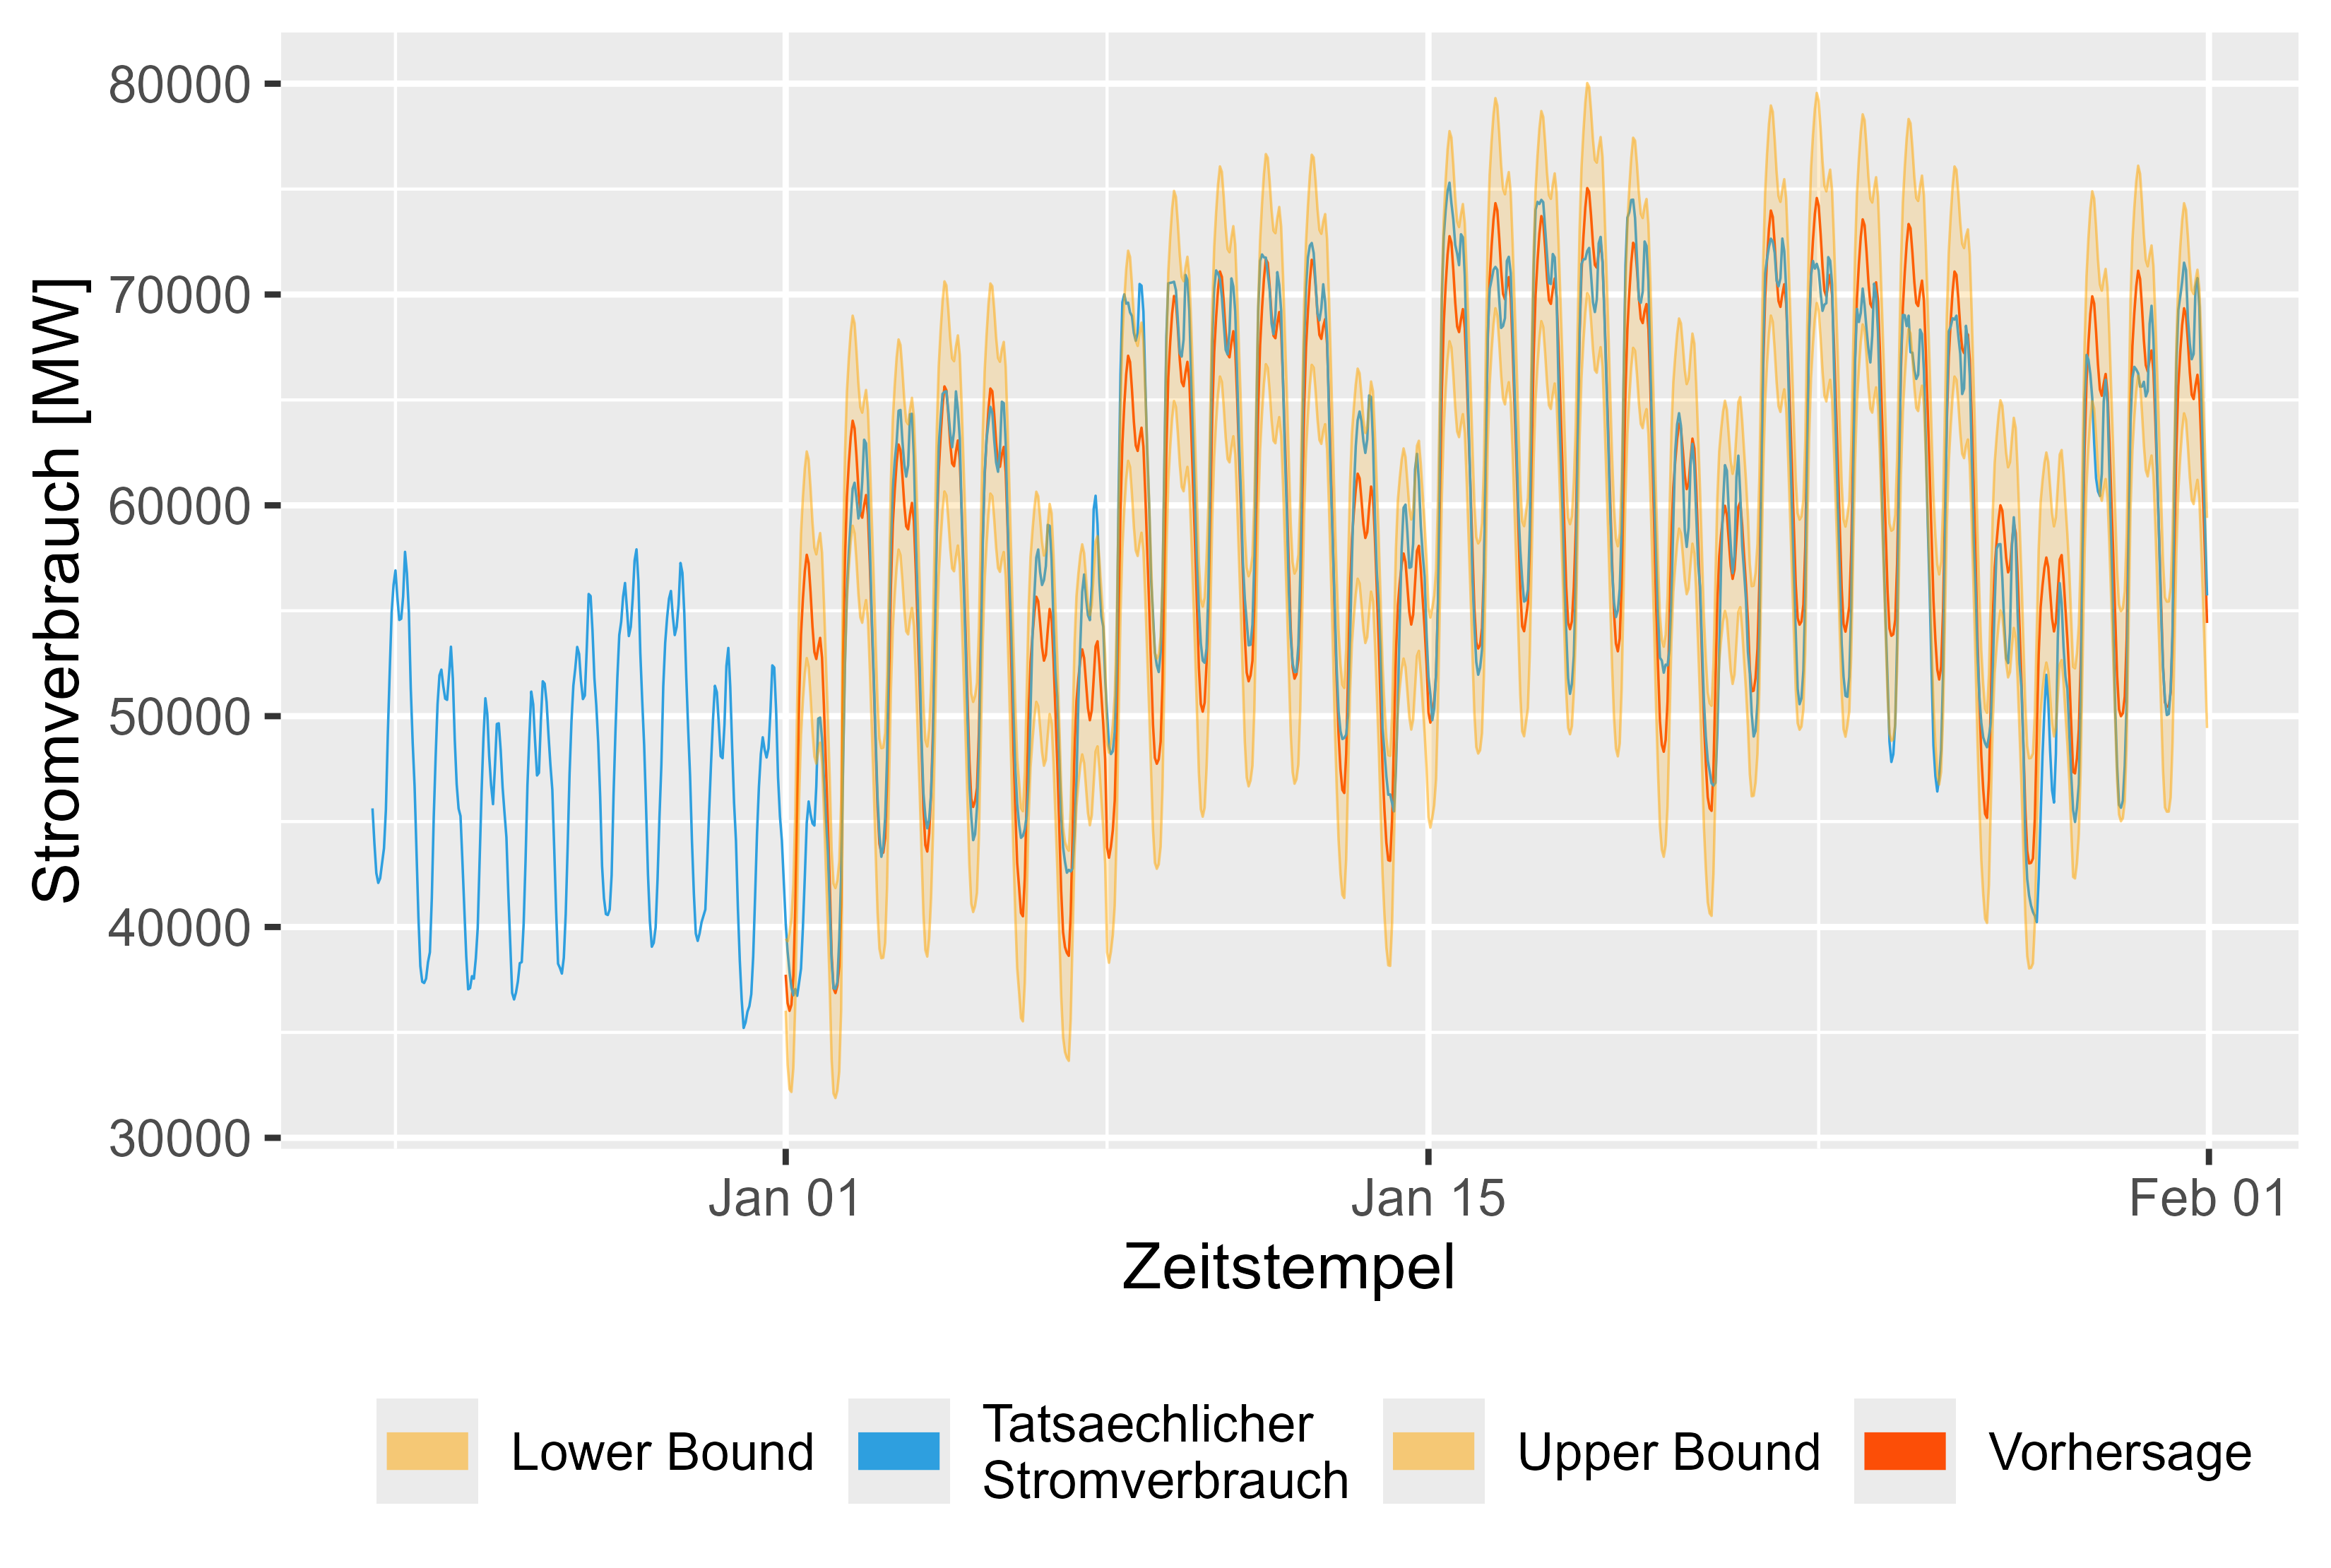 Stromverbrauch [MW]
80000
70000
60000
50000
40000
30000
Jan 01
Jan 15
Feb 01
Zeitstempel
Lower Bound
Tatsaechlicher
Stromverbrauch
Upper Bound
Vorhersage